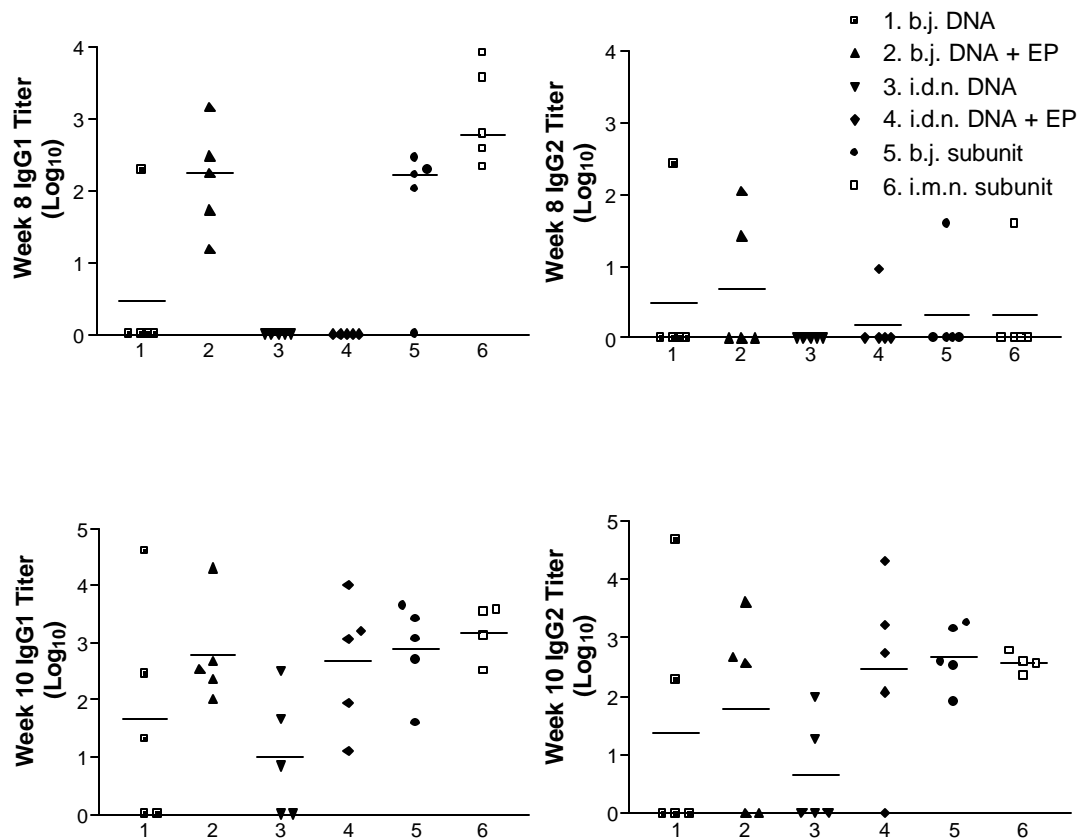 1. b.j. DNA
2. b.j. DNA + EP
3. i.d.n. DNA
4. i.d.n. DNA + EP
5. b.j. subunit
6. i.m.n. subunit
Week 8 IgG1 Titer
(Log10)
4
3
2
1
0
1 2 3 4 5 6
Week 8 IgG2 Titer
(Log10)
4
3
2
1
0
1 2 3 4 5 6
Week 10 IgG1 Titer
(Log10)
5
4
3
2
1
0
1 2 3 4 5 6
Week 10 IgG2 Titer
(Log10)
5
4
3
2
1
0
1 2 3 4 5 6